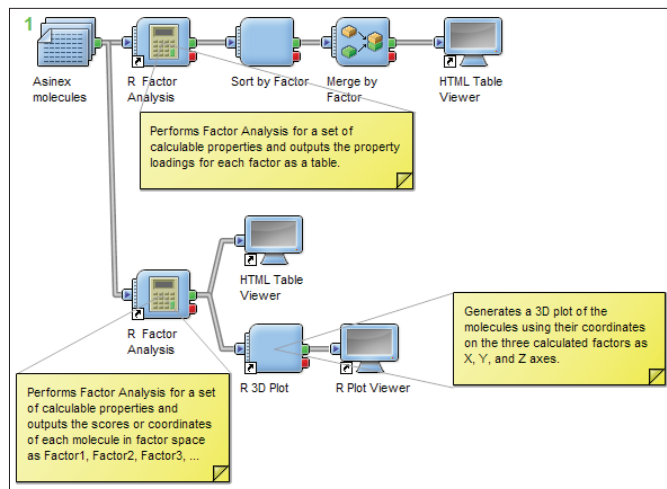 1
Asinex
molecules
R Factor
Analysis
Sort by Factor
Merge by
Factor
HTML Table
Viewer
Performs Factor Analysis for a set of
calculable properties and outputs the property
loadings for each factor as a table.
HTML Table
Viewer
R Factor
Analysis
R 3D Plot
R Plot Viewer
Generates a 3D plot of the
molecules using their coordinates
on the three calculated factors as
X, Y, and Z axes.
Performs Factor Analysis for a set
of calculable properties and
outputs the scores or coordinates
of each molecule in factor space
as Factor1, Factor2, Factor3, ...